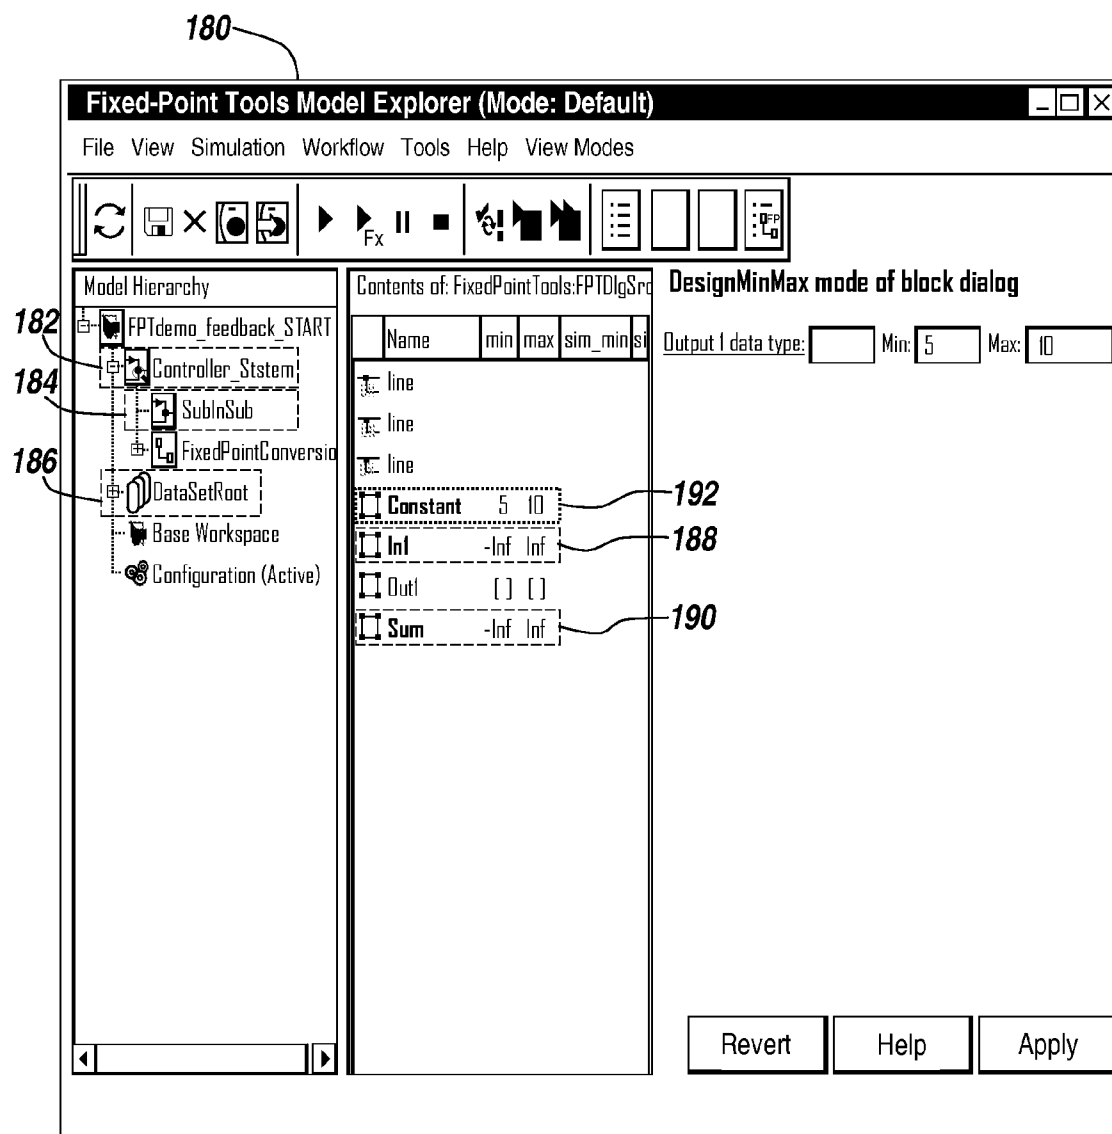 180
Fixed-Point Tools Model Explorer (Mode: Default)
File View Simulation Workflow Tools Help View Modes
Fx
FP
Model Hierarchy
182
FPTdemo_feedback_START
Controller_Ststem
184
SubInSub
FixedPointConversio
186
DataSetRoot
Base Workspace
Configuration (Active)
Contents of: FixedPointTools:FPTDlgSrc
Name min max sim_min si
line
line
line
Constant 5 10
192
In1 -Inf Inf
188
Out1 [ ] [ ]
Sum -Inf Inf
190
DesignMinMax mode of block dialog
Output 1 data type: Min: 5 Max: 10
Revert Help Apply